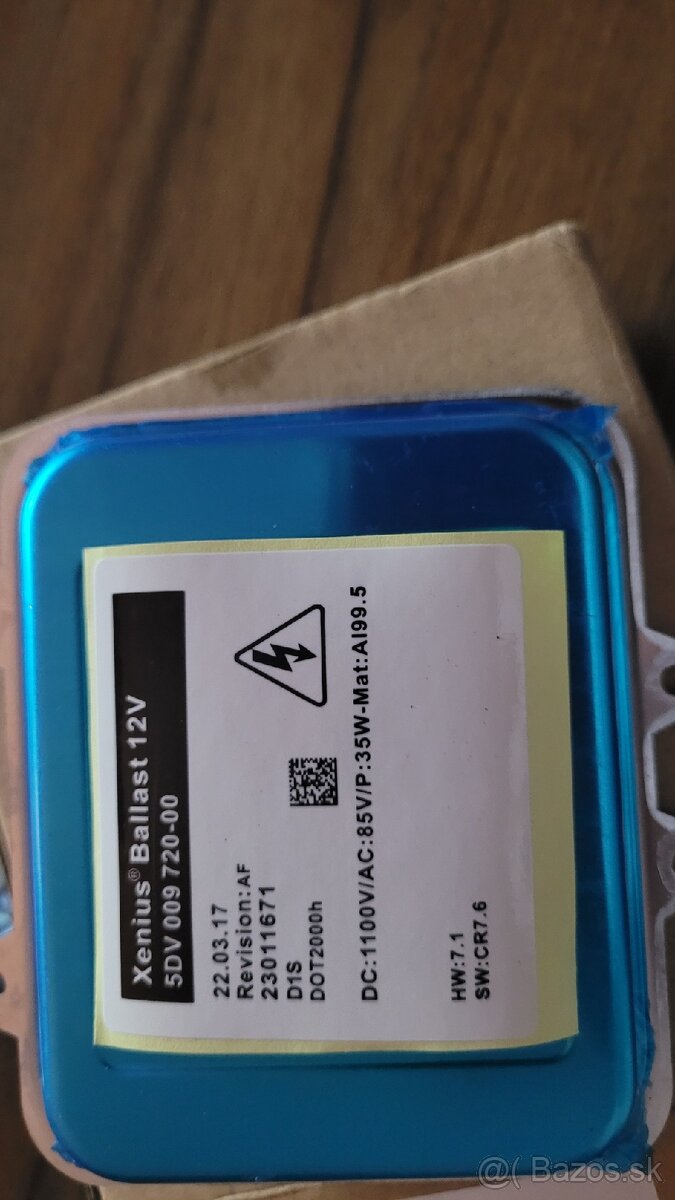 Xenius® Ballast 12V
5DV 009 720-00
22.03.17
Revision:AF
23011671
D1S
DOT2000h
DC:1100V/AC:85V/P:35W-Mat:AI99.5
HW:7.1
SW:CR7.6
@( Bazos.sk